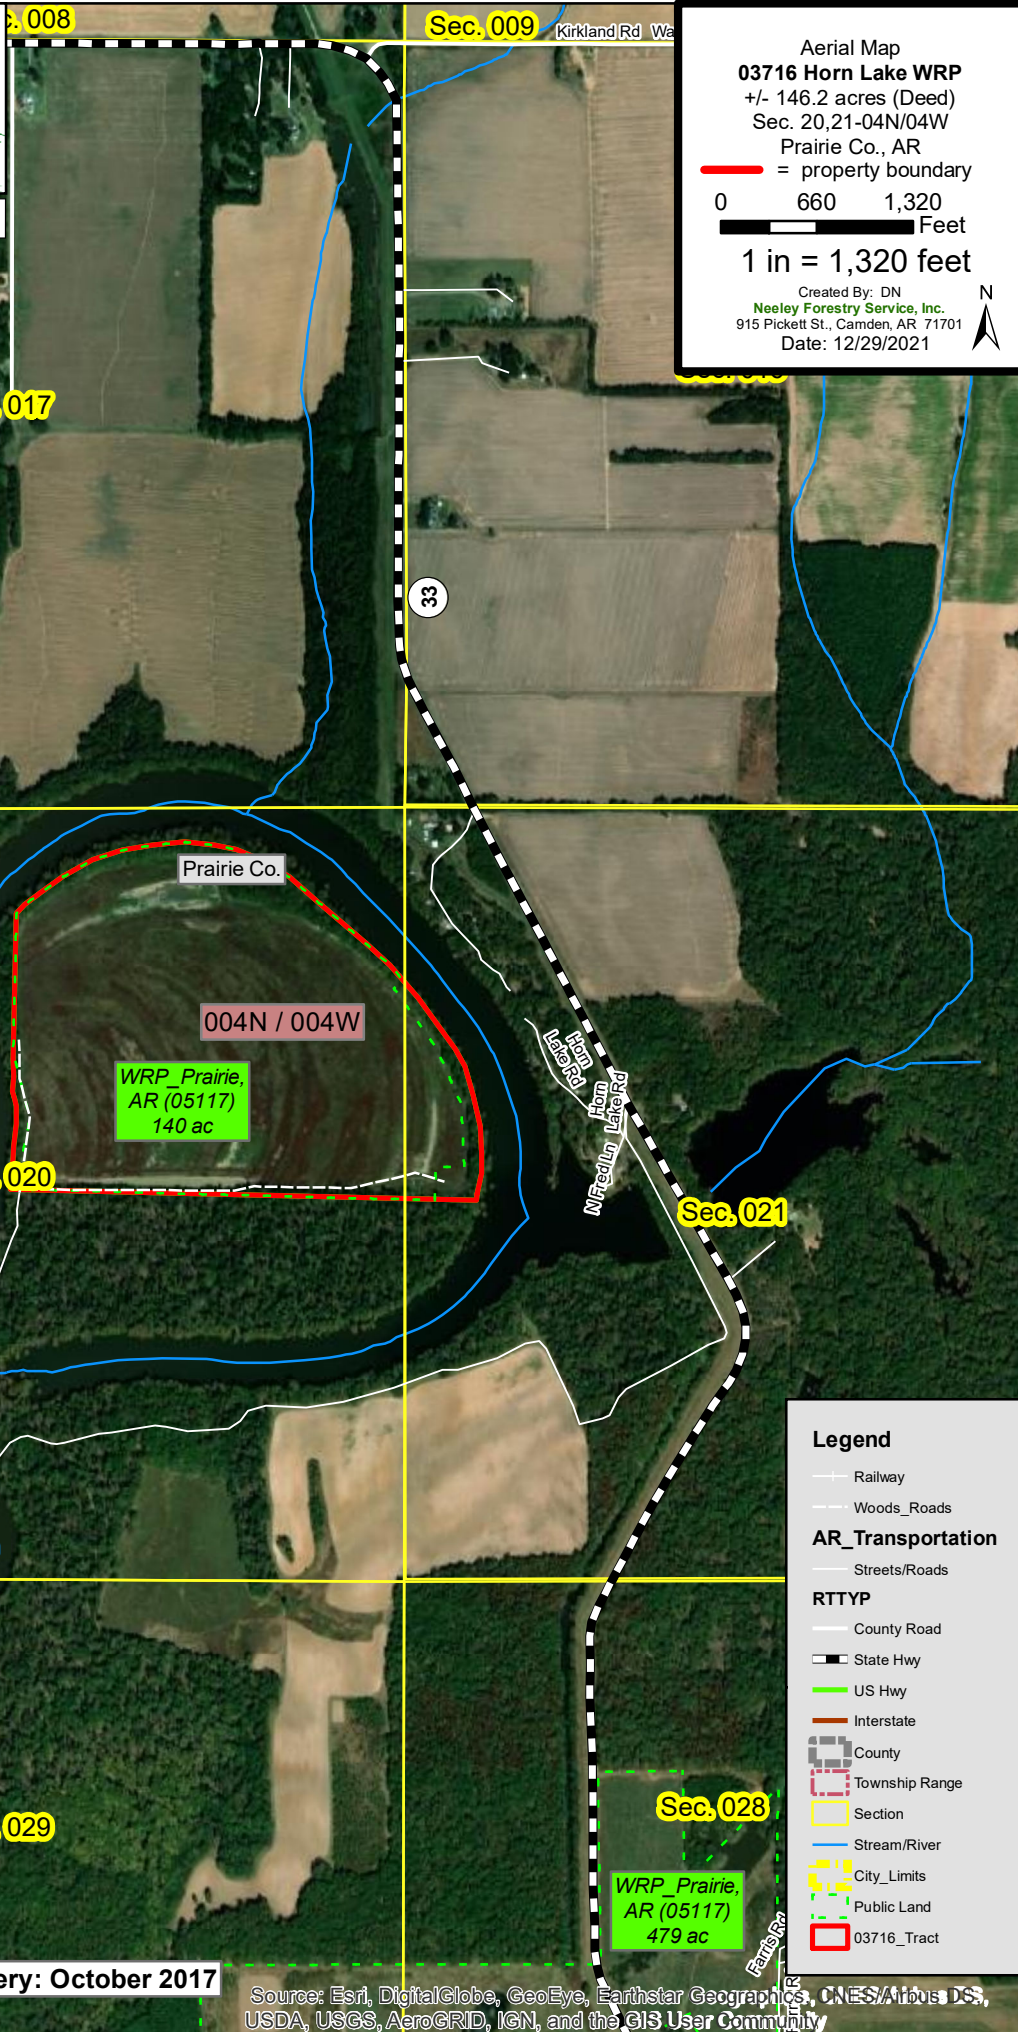 Sec. 009
Kirkland Rd
Aerial Map
03716 Horn Lake WRP
+/- 146.2 acres (Deed)
Sec. 20,21-04N/04W
Prairie Co., AR
= property boundary
0 660 1,320
Feet
1 in = 1,320 feet
Created By: DN
Neeley Forestry Service, Inc.
915 Pickett St., Camden, AR 71701
Date: 12/29/2021
N
008
017
33
Prairie Co.
004N / 004W
WRP_Prairie,
AR (05117)
140 ac
020
Horn
Lake Rd
Horn
Lake Rd
N Fred Ln
Sec. 021
Legend
Railway
Woods_Roads
AR_Transportation
Streets/Roads
RTTYP
County Road
State Hwy
US Hwy
Interstate
County
Township Range
Section
Stream/River
City_Limits
Public Land
03716_Tract
Sec. 028
029
WRP_Prairie,
AR (05117)
479 ac
Farris Rd
ery: October 2017
Source: Esri, DigitalGlobe, GeoEye, Earthstar Geographics, CNES/Airbus DS,
USDA, USGS, AeroGRID, IGN, and the GIS User Community